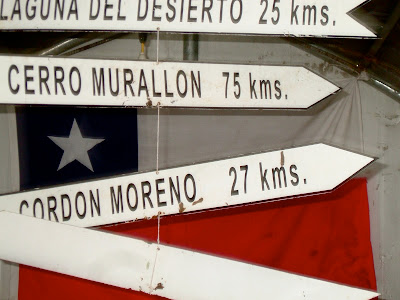 LAGUNA DEL DESIERTO 25 kms.
CERRO MURALLON 75 kms.
CORDON MORENO 27 kms.